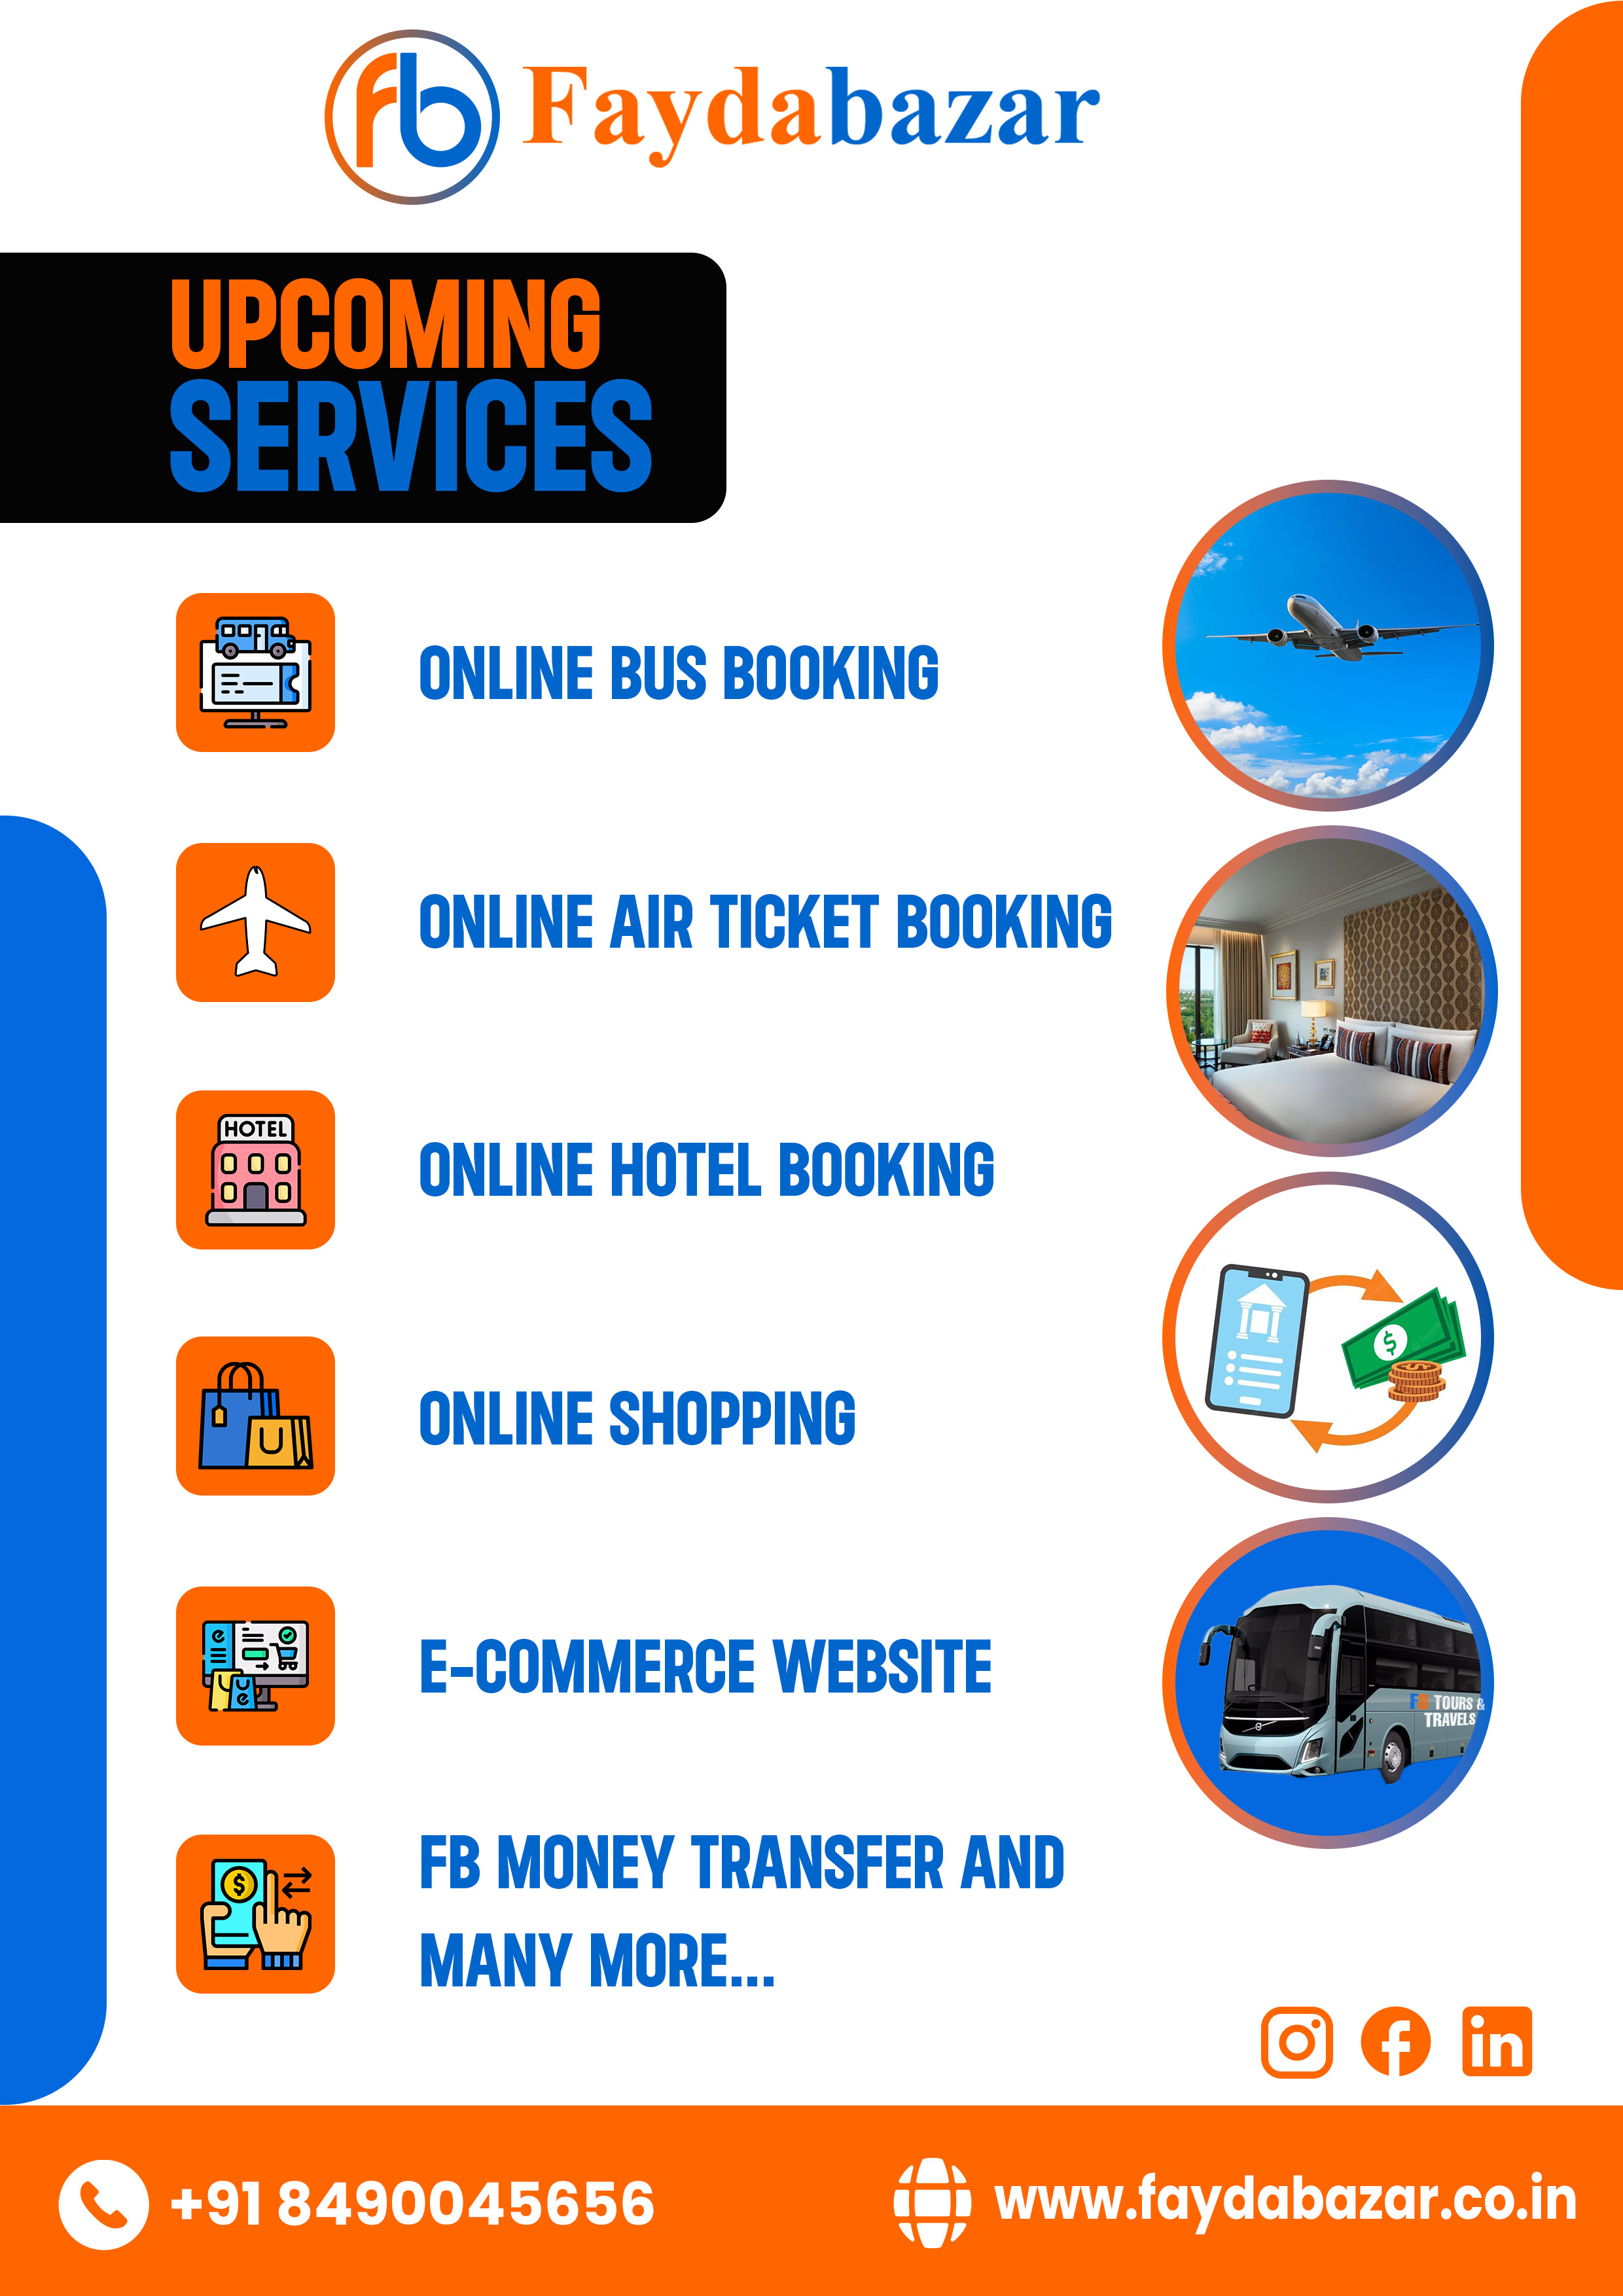 fb Faydabazar
UPCOMING
SERVICES
ONLINE BUS BOOKING
ONLINE AIR TICKET BOOKING
HOTEL
ONLINE HOTEL BOOKING
ONLINE SHOPPING
E-COMMERCE WEBSITE
FB TOURS &
TRAVELS
FB MONEY TRANSFER AND
MANY MORE...
+91 8490045656
www.faydabazar.co.in